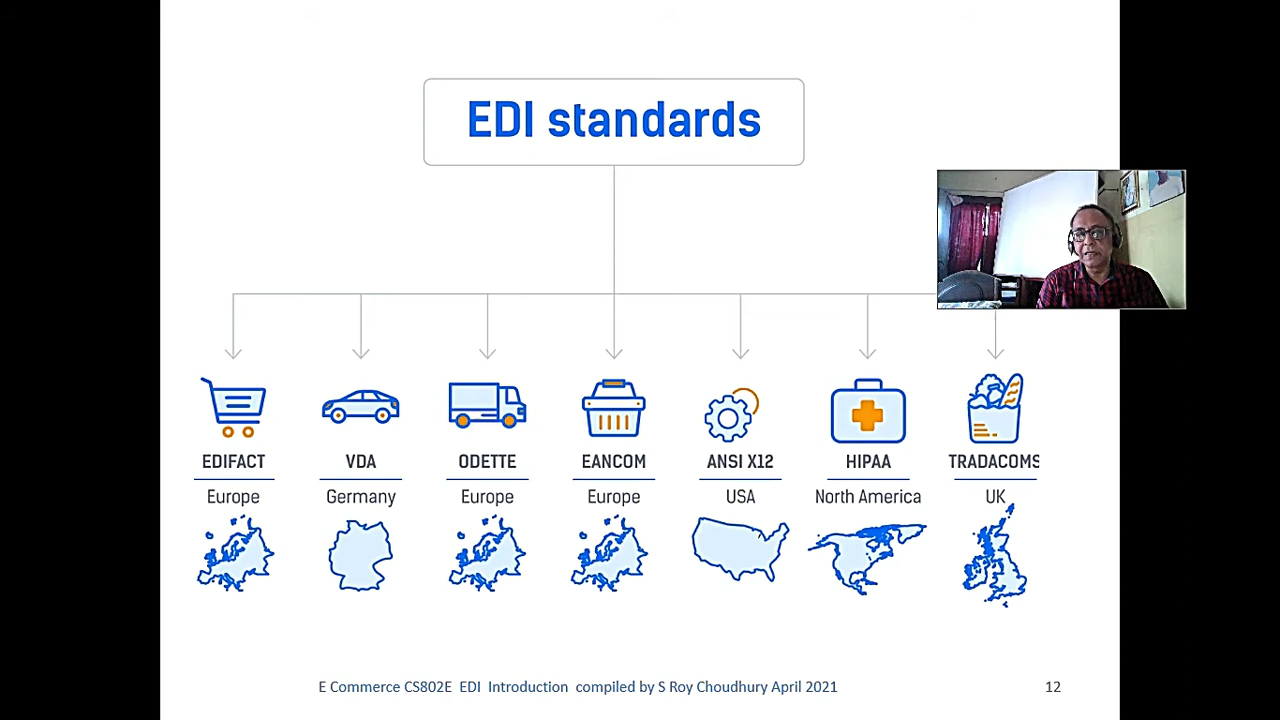 EDI standards
EDIFACT VDA ODETTE EANCOM ANSI X12 HIPAA TRADACOMS
Europe Germany Europe Europe USA North America UK
E Commerce CS802E EDI Introduction compiled by S Roy Choudhury April 2021 12